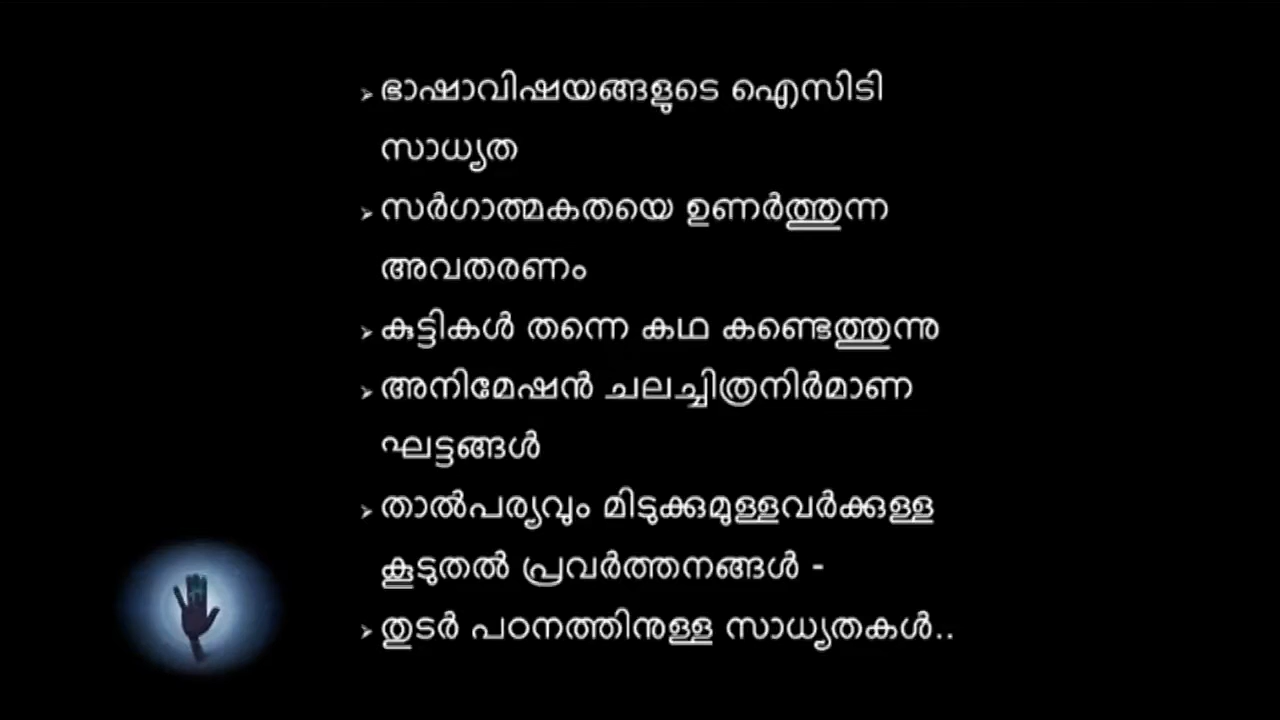 ➢ ഭാഷാവിഷയങ്ങളുടെ ഐസിടി
സാധ്യത
➢ സർഗാത്മകതയെ ഉണർത്തുന്ന
അവതരണം
➢ കുട്ടികൾ തന്നെ കഥ കണ്ടെത്തുന്നു
➢ അനിമേഷൻ ചലച്ചിത്രനിർമാണ
ഘട്ടങ്ങൾ
➢ താൽപര്യവും മിടുക്കുമുള്ളവർക്കുള്ള
കൂടുതൽ പ്രവർത്തനങ്ങൾ -
➢ തുടർ പഠനത്തിനുള്ള സാധ്യതകൾ..